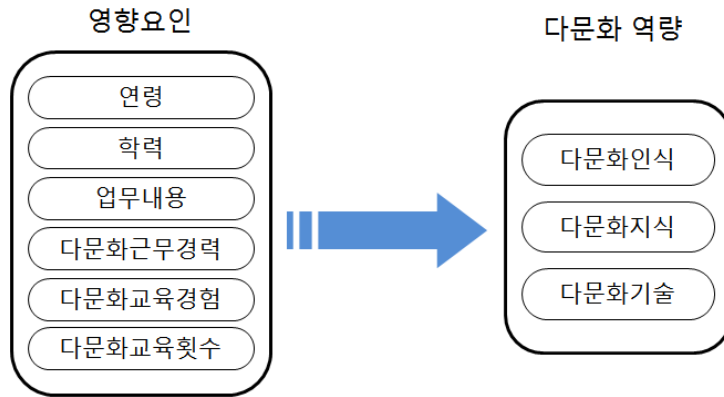 영향요인
연령
학력
업무내용
다문화근무경력
다문화교육경험
다문화교육횟수
다문화 역량
다문화인식
다문화지식
다문화기술